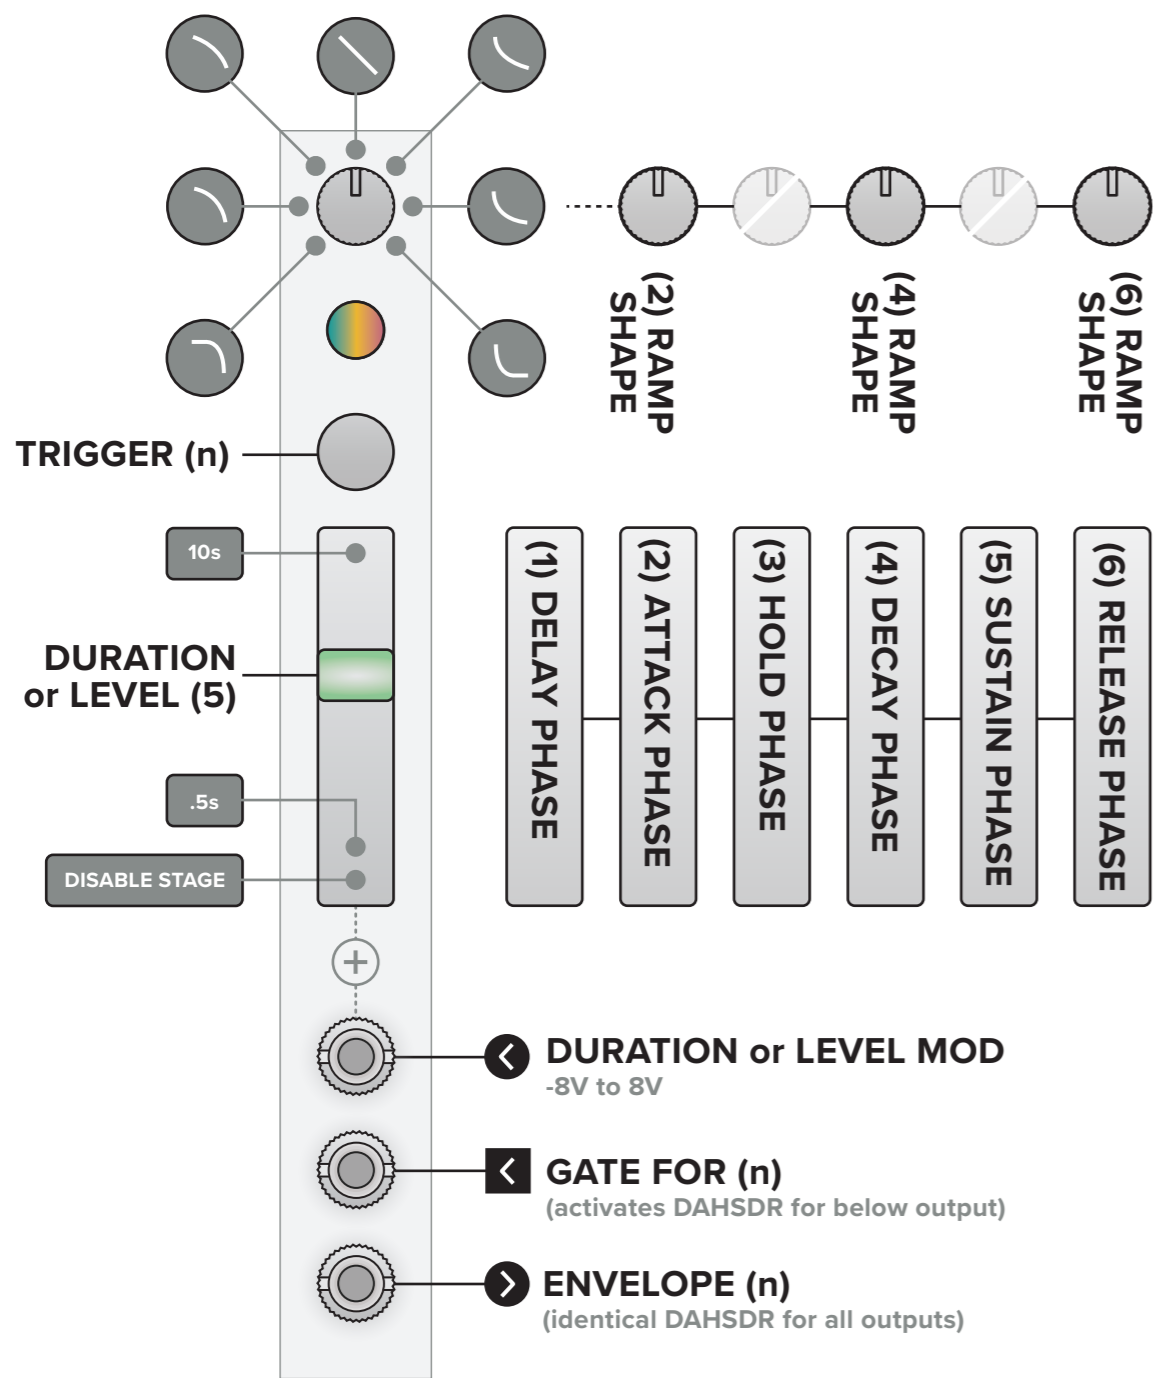 (2) RAMP
SHAPE
(4) RAMP
SHAPE
(6) RAMP
SHAPE
TRIGGER (n)
10s
DURATION
or LEVEL (5)
.5s
DISABLE STAGE
(1) DELAY PHASE
(2) ATTACK PHASE
(3) HOLD PHASE
(4) DECAY PHASE
(5) SUSTAIN PHASE
(6) RELEASE PHASE
DURATION or LEVEL MOD
-8V to 8V
GATE FOR (n)
(activates DAHSDR for below output)
ENVELOPE (n)
(identical DAHSDR for all outputs)